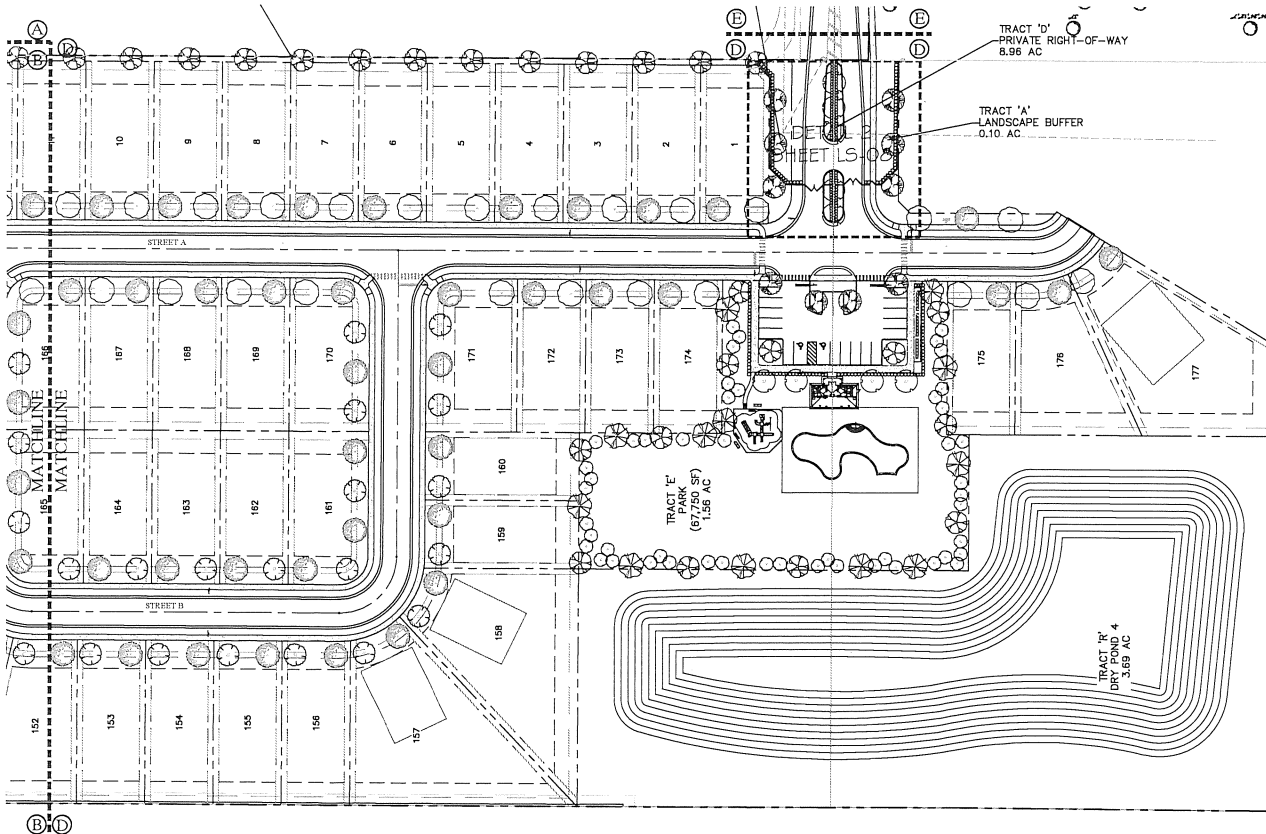 A
D
B
E
E
D
D
TRACT 'D'
PRIVATE RIGHT-OF-WAY
8.96 AC
TRACT 'A'
LANDSCAPE BUFFER
0.10 AC
10
9
8
7
6
5
4
3
2
1
SHEET LS-08
STREET A
166
167
168
169
170
171
172
173
174
175
176
177
MATCHLINE
MATCHLINE
165
164
163
162
161
160
159
TRACT 'E'
PARK
(67,750 SF)
1.56 AC
STREET B
158
TRACT 'R'
DRY POND 4
3.69 AC
152
153
154
155
156
157
B
D